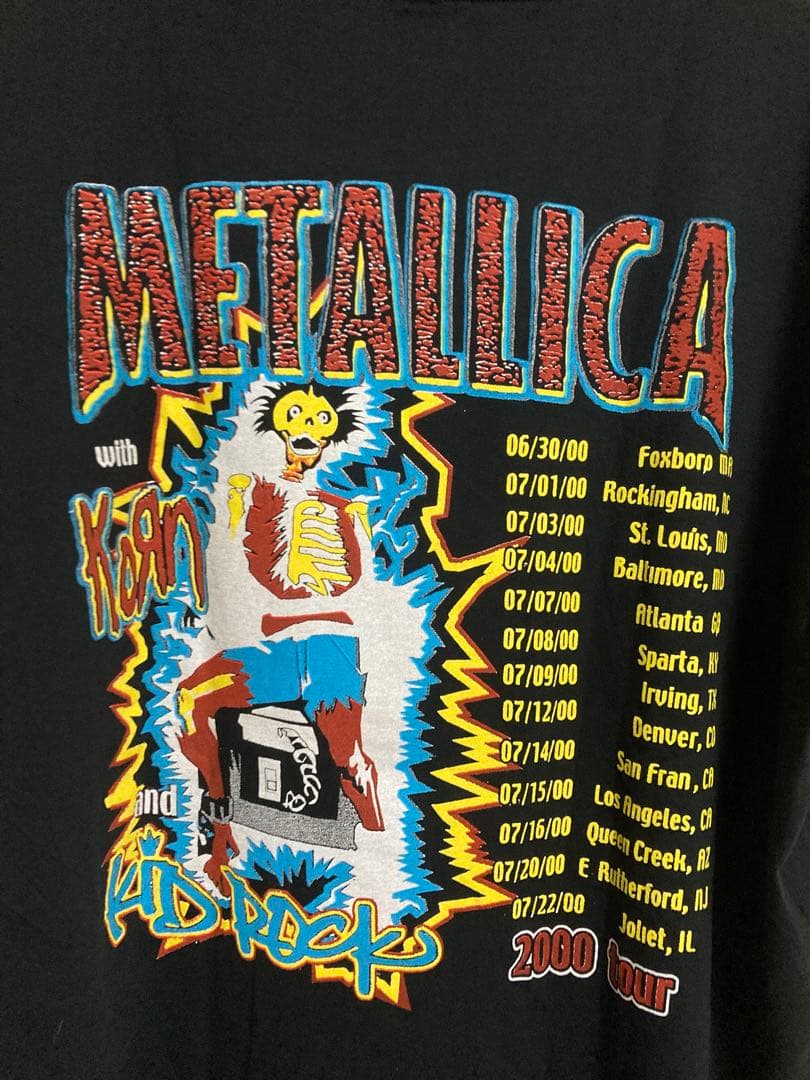 METALLICA
with
KoЯn
and
KiD ROCK
06/30/00 Foxboro MA
07/01/00 Rockingham, NC
07/03/00 St. Louis, MO
07/04/00 Baltimore, MD
07/07/00 Atlanta GA
07/08/00 Sparta, KY
07/09/00 Irving, TX
07/12/00 Denver, CO
07/14/00 San Fran, CA
07/15/00 Los Angeles, CA
07/16/00 Queen Creek, AZ
07/20/00 E Rutherford, NJ
07/22/00 Joliet, IL
2000 tour